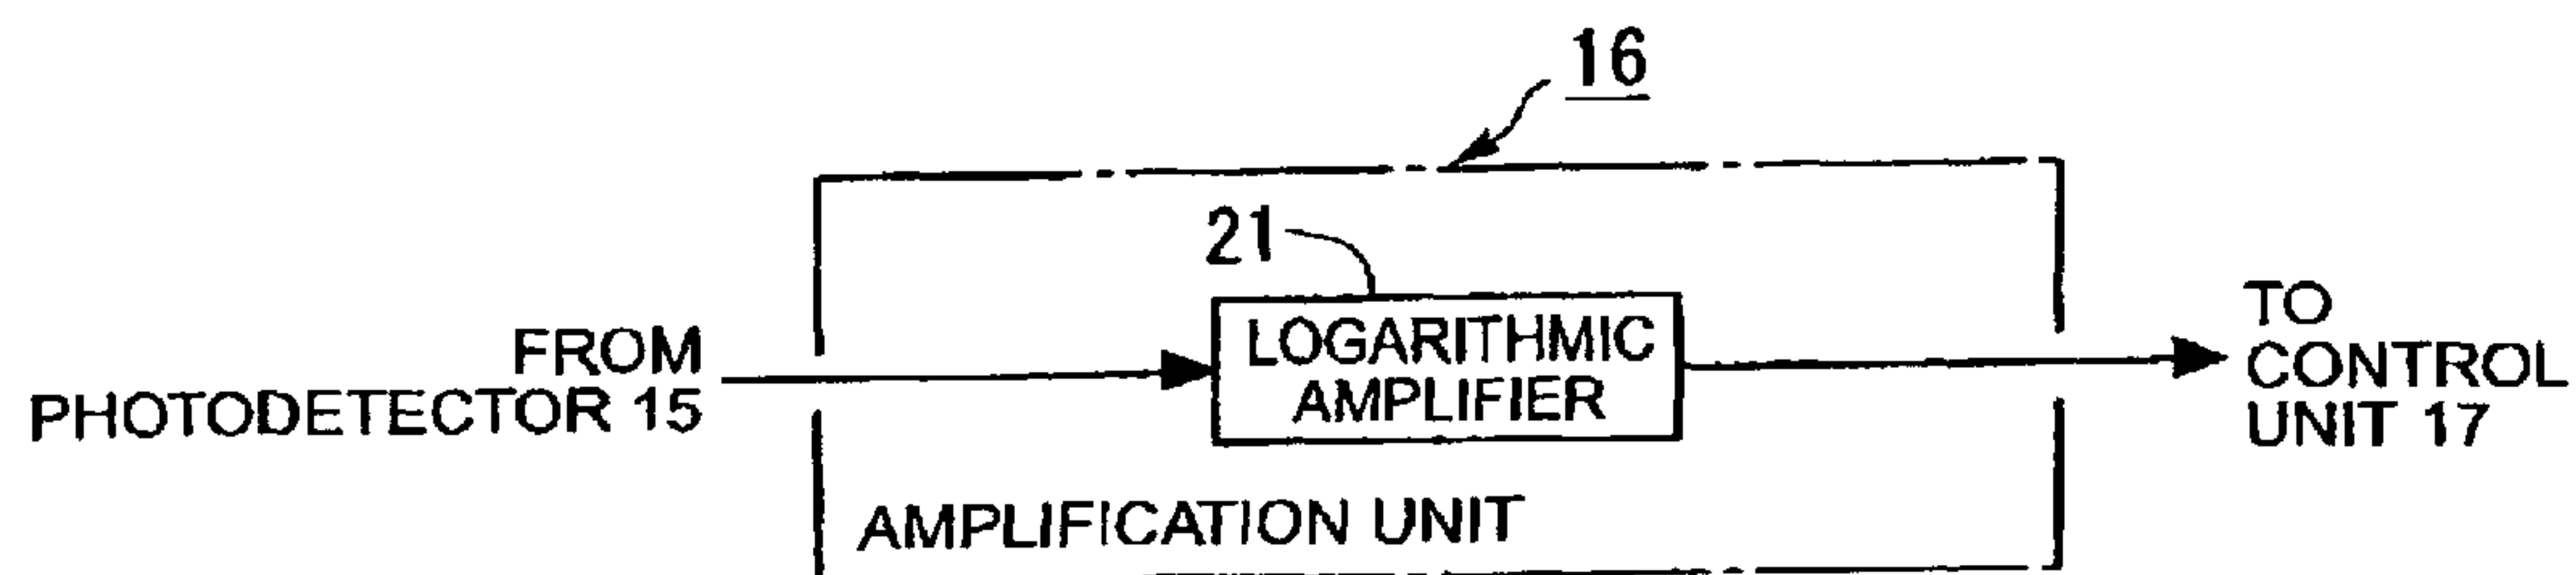 16
21
FROM
PHOTODETECTOR 15
LOGARITHMIC
AMPLIFIER
TO
CONTROL
UNIT 17
AMPLIFICATION UNIT